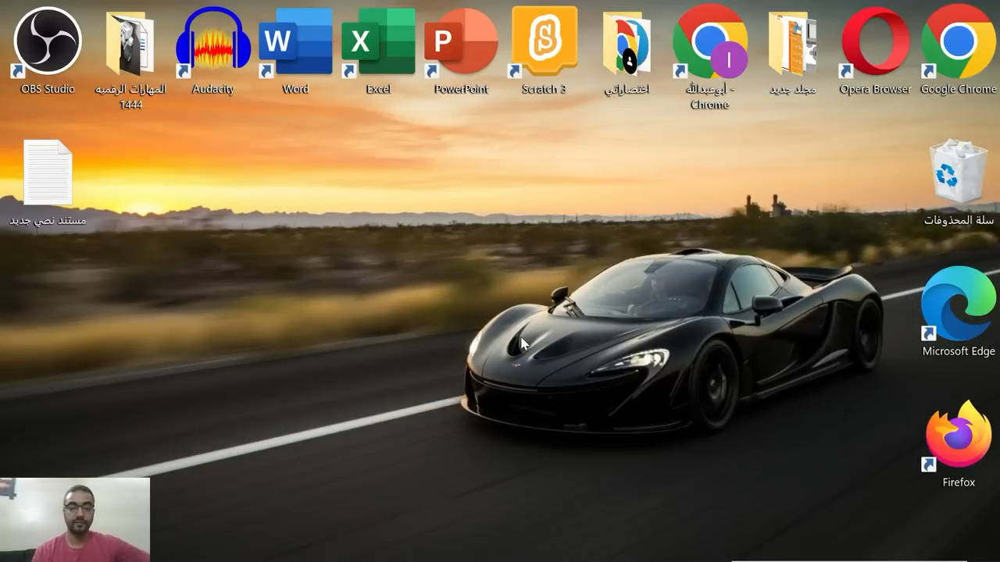 OBS Studio
المهارات الرقميه
1444
Audacity
Word
Excel
PowerPoint
Scratch 3
اختصاراتي
أبوعبدالله -
Chrome
مجلد جديد
Opera Browser
Google Chrome
مستند نصي جديد
سلة المحذوفات
Microsoft Edge
Firefox